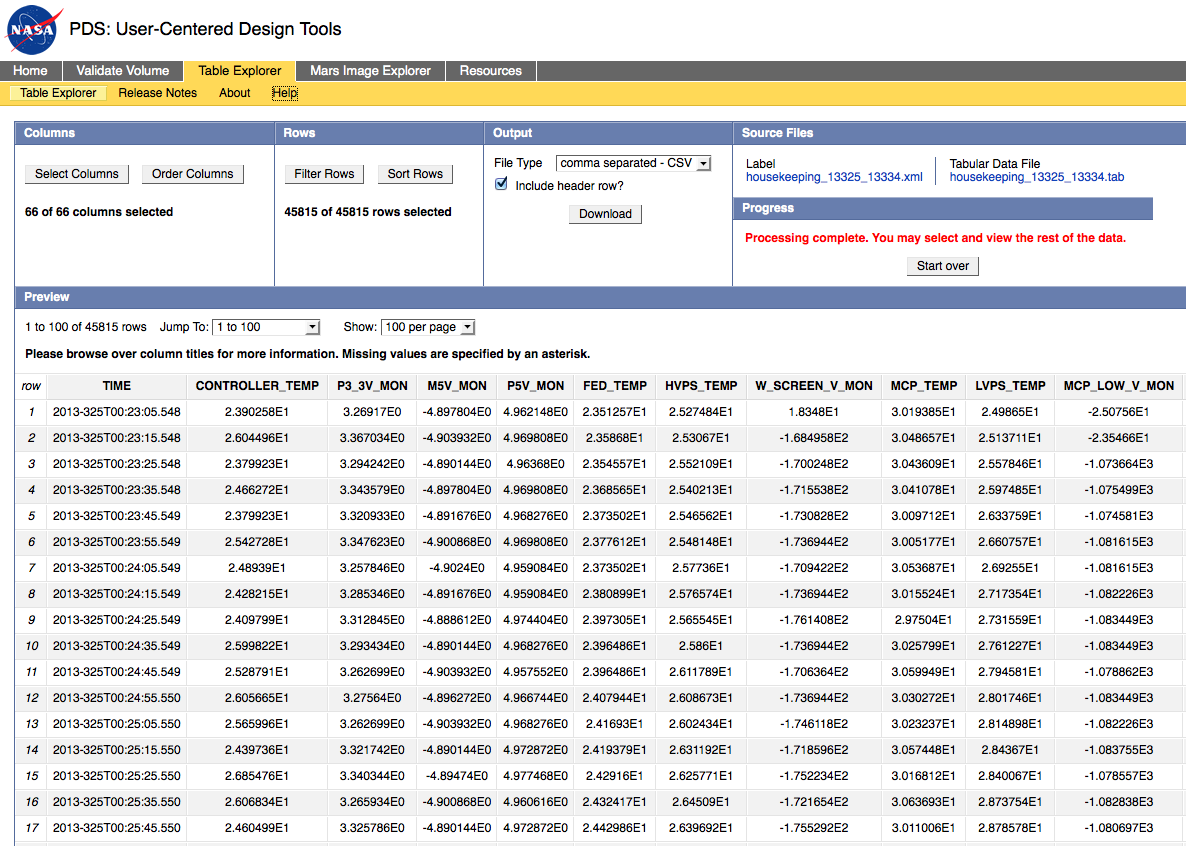 NASA PDS: User-Centered Design Tools
Home Validate Volume Table Explorer Mars Image Explorer Resources
Table Explorer Release Notes About Help
Columns Rows Output Source Files
Select Columns Order Columns
66 of 66 columns selected
Filter Rows Sort Rows
45815 of 45815 rows selected
File Type comma separated - CSV
Include header row?
Download
Label Tabular Data File
housekeeping_13325_13334.xml housekeeping_13325_13334.tab
Progress
Processing complete. You may select and view the rest of the data.
Start over
Preview
1 to 100 of 45815 rows Jump To: 1 to 100 Show: 100 per page
Please browse over column titles for more information. Missing values are specified by an asterisk.
row TIME CONTROLLER_TEMP P3_3V_MON M5V_MON P5V_MON FED_TEMP HVPS_TEMP W_SCREEN_V_MON MCP_TEMP LVPS_TEMP MCP_LOW_V_MON
1 2013-325T00:23:05.548 2.390258E1 3.26917E0 -4.897804E0 4.962148E0 2.351257E1 2.527484E1 1.8348E1 3.019385E1 2.49865E1 -2.50756E1
2 2013-325T00:23:15.548 2.604496E1 3.367034E0 -4.903932E0 4.969808E0 2.35868E1 2.53067E1 -1.684958E2 3.048657E1 2.513711E1 -2.35466E1
3 2013-325T00:23:25.548 2.379923E1 3.294242E0 -4.890144E0 4.96368E0 2.354557E1 2.552109E1 -1.700248E2 3.043609E1 2.557846E1 -1.073664E3
4 2013-325T00:23:35.548 2.466272E1 3.343579E0 -4.897804E0 4.969808E0 2.368565E1 2.540213E1 -1.715538E2 3.041078E1 2.597485E1 -1.075499E3
5 2013-325T00:23:45.549 2.379923E1 3.320933E0 -4.891676E0 4.968276E0 2.373502E1 2.546562E1 -1.730828E2 3.009712E1 2.633759E1 -1.074581E3
6 2013-325T00:23:55.549 2.542728E1 3.347623E0 -4.900868E0 4.969808E0 2.377612E1 2.548148E1 -1.736944E2 3.005177E1 2.660757E1 -1.081615E3
7 2013-325T00:24:05.549 2.48939E1 3.257846E0 -4.9024E0 4.959084E0 2.373502E1 2.57736E1 -1.709422E2 3.053687E1 2.69255E1 -1.081615E3
8 2013-325T00:24:15.549 2.428215E1 3.285346E0 -4.891676E0 4.959084E0 2.380899E1 2.576574E1 -1.736944E2 3.015524E1 2.717354E1 -1.082226E3
9 2013-325T00:24:25.549 2.409799E1 3.312845E0 -4.888612E0 4.974404E0 2.397305E1 2.565545E1 -1.761408E2 2.97504E1 2.731559E1 -1.083449E3
10 2013-325T00:24:35.549 2.599822E1 3.293434E0 -4.890144E0 4.968276E0 2.396486E1 2.586E1 -1.736944E2 3.025799E1 2.761227E1 -1.083449E3
11 2013-325T00:24:45.549 2.528791E1 3.262699E0 -4.903932E0 4.957552E0 2.396486E1 2.611789E1 -1.706364E2 3.059949E1 2.794581E1 -1.078862E3
12 2013-325T00:24:55.550 2.605665E1 3.27564E0 -4.896272E0 4.966744E0 2.407944E1 2.608673E1 -1.736944E2 3.030272E1 2.801746E1 -1.083449E3
13 2013-325T00:25:05.550 2.565996E1 3.262699E0 -4.903932E0 4.968276E0 2.41693E1 2.602434E1 -1.746118E2 3.023237E1 2.814898E1 -1.082226E3
14 2013-325T00:25:15.550 2.439736E1 3.321742E0 -4.890144E0 4.972872E0 2.419379E1 2.631192E1 -1.718596E2 3.057448E1 2.84367E1 -1.083755E3
15 2013-325T00:25:25.550 2.685476E1 3.340344E0 -4.89474E0 4.977468E0 2.42916E1 2.625771E1 -1.752234E2 3.016812E1 2.840067E1 -1.078557E3
16 2013-325T00:25:35.550 2.606834E1 3.265934E0 -4.900868E0 4.960616E0 2.432417E1 2.64509E1 -1.721654E2 3.063693E1 2.873754E1 -1.082838E3
17 2013-325T00:25:45.550 2.460499E1 3.325786E0 -4.890144E0 4.972872E0 2.442986E1 2.639692E1 -1.755292E2 3.011006E1 2.878578E1 -1.080697E3